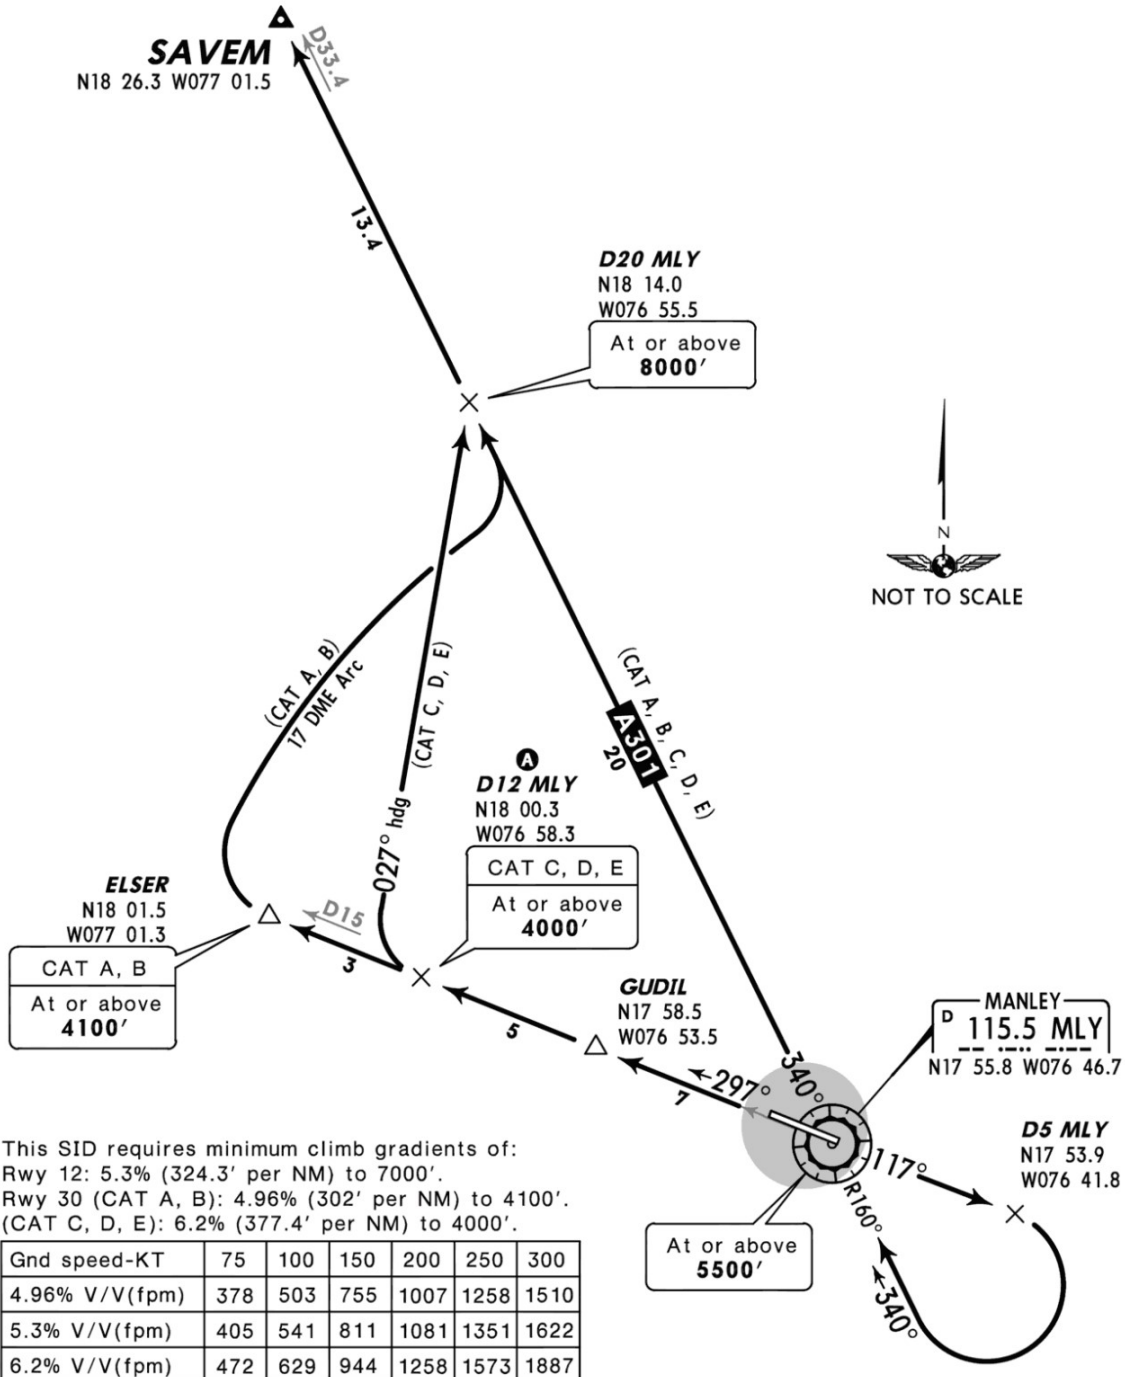 SAVEM
N18 26.3 W077 01.5
D33.4
13.4
D20 MLY
N18 14.0
W076 55.5
At or above
8000'
N
NOT TO SCALE
(CAT A, B)
17 DME Arc
(CAT C, D, E)
027° hdg
(CAT A, B, C, D, E)
A301
20
A
D12 MLY
N18 00.3
W076 58.3
CAT C, D, E
At or above
4000'
ELSER
N18 01.5
W077 01.3
CAT A, B
At or above
4100'
D15
3
5
GUDIL
N17 58.5
W076 53.5
7
297°
340°
MANLEY
D 115.5 MLY
N17 55.8 W076 46.7
D5 MLY
N17 53.9
W076 41.8
117°
R160°
340°
At or above
5500'
This SID requires minimum climb gradients of:
Rwy 12: 5.3% (324.3' per NM) to 7000'.
Rwy 30 (CAT A, B): 4.96% (302' per NM) to 4100'.
(CAT C, D, E): 6.2% (377.4' per NM) to 4000'.
Gnd speed-KT 75 100 150 200 250 300
4.96% V/V(fpm) 378 503 755 1007 1258 1510
5.3% V/V(fpm) 405 541 811 1081 1351 1622
6.2% V/V(fpm) 472 629 944 1258 1573 1887